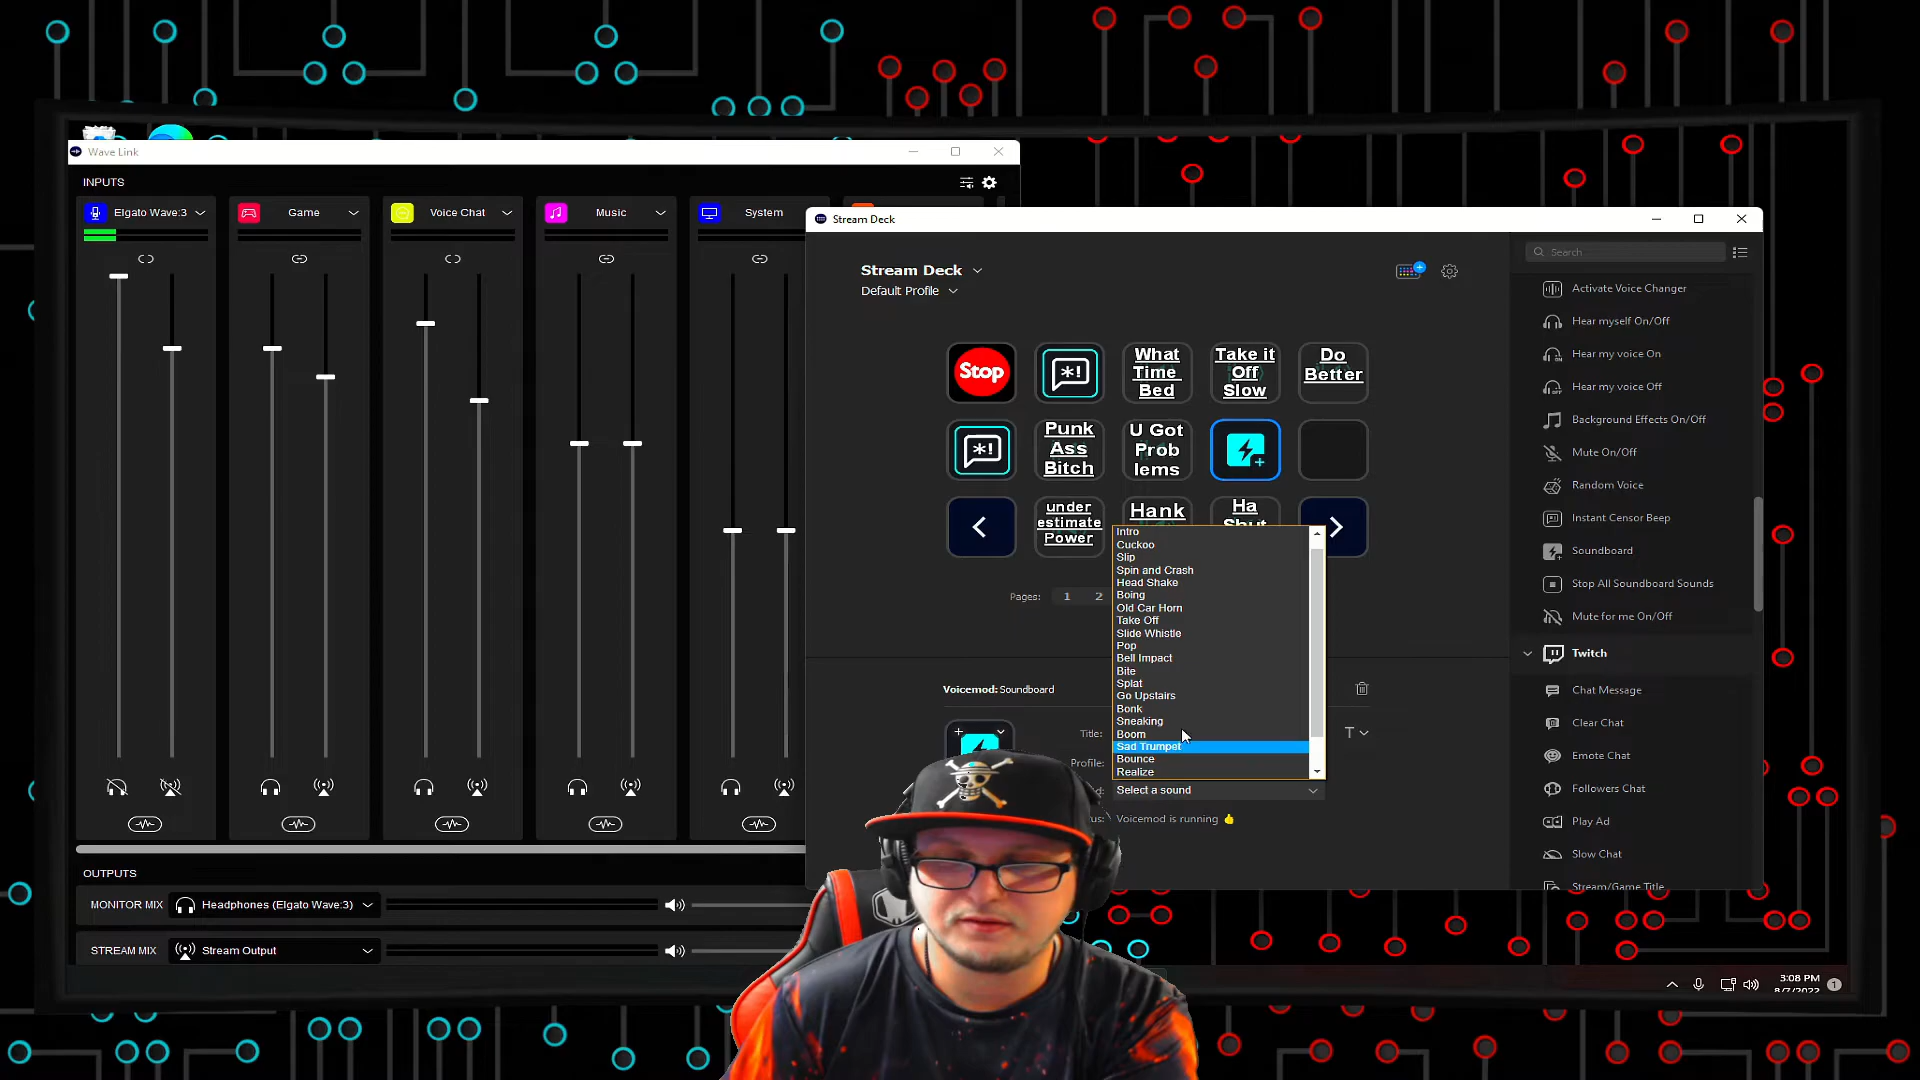 Wave Link
INPUTS
Elgato Wave:3
Game
Voice Chat
Music
System
OUTPUTS
MONITOR MIX
Headphones (Elgato Wave:3)
STREAM MIX
Stream Output
Stream Deck
Stream Deck
Default Profile
Stop
*!
What
Time
Bed
Take it
Off
Slow
Do
Better
*!
Punk
Ass
Bitch
U Got
Prob
lems
under
estimate
Power
Hank
Ha
Shut
Pages:
1
2
Intro
Cuckoo
Slip
Spin and Crash
Head Shake
Boing
Old Car Horn
Take Off
Slide Whistle
Pop
Bell Impact
Bite
Splat
Go Upstairs
Bonk
Sneaking
Boom
Sad Trumpet
Bounce
Realize
Voicemod: Soundboard
Title:
T
Profile:
Select a sound
Voicemod is running 👍
Search
Activate Voice Changer
Hear myself On/Off
Hear my voice On
Hear my voice Off
Background Effects On/Off
Mute On/Off
Random Voice
Instant Censor Beep
Soundboard
Stop All Soundboard Sounds
Mute for me On/Off
Twitch
Chat Message
Clear Chat
Emote Chat
Followers Chat
Play Ad
Slow Chat
Stream/Game Title
3:08 PM
8/7/2022
1